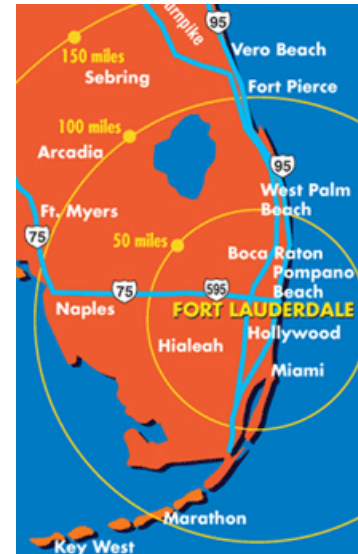 95
Turnpike
Vero Beach
150 miles
Sebring
Fort Pierce
100 miles
Arcadia
95
West Palm
Beach
Ft. Myers
75
50 miles
Boca Raton
Pompano
Beach
75
595
Naples
FORT LAUDERDALE
Hollywood
Hialeah
Miami
Marathon
Key West